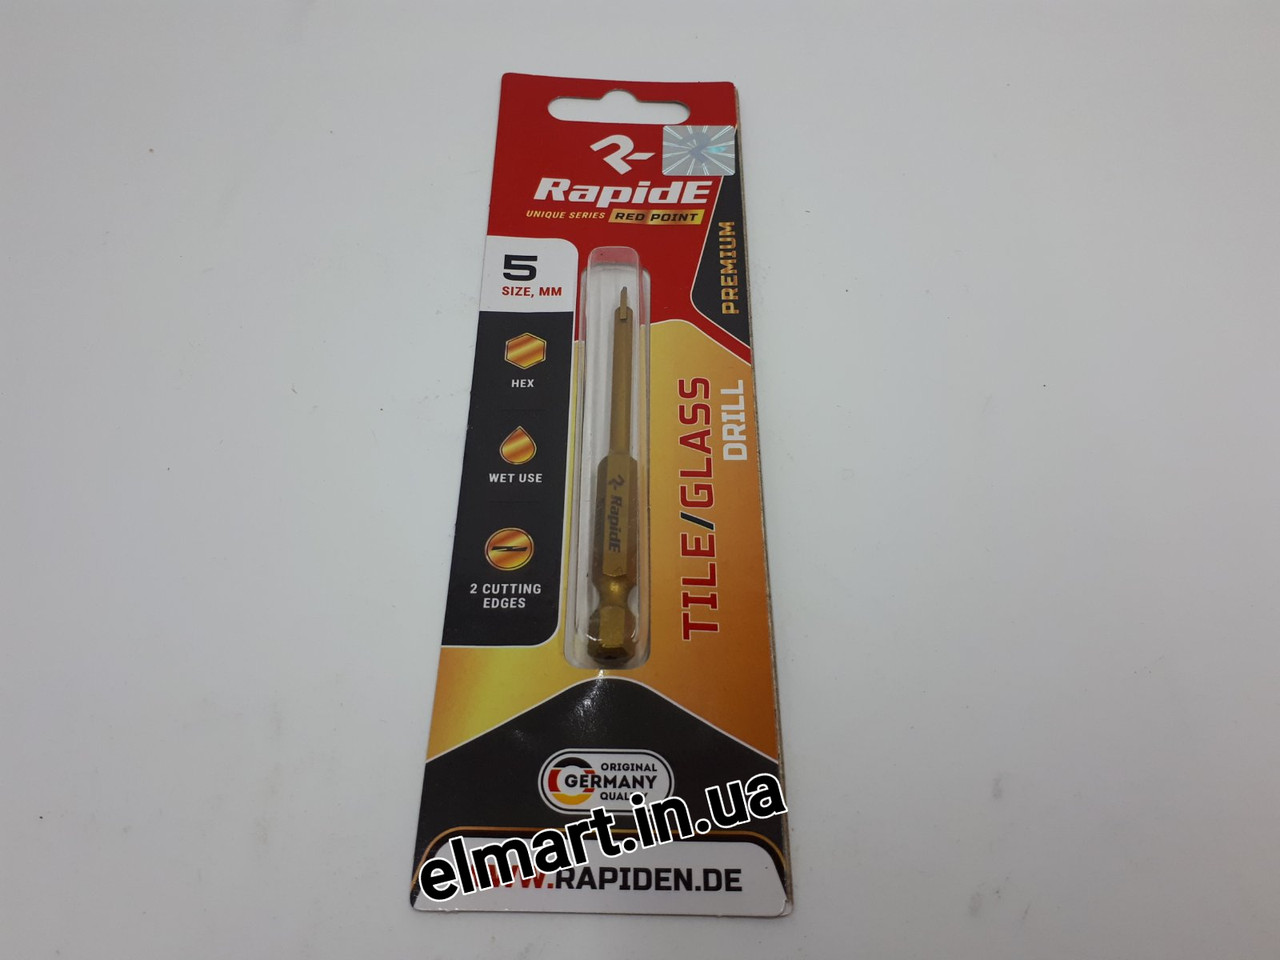 RapidE
UNIQUE SERIES RED POINT
PREMIUM
5
SIZE, MM
HEX
WET USE
2 CUTTING
EDGES
TILE/GLASS
DRILL
RapidE
ORIGINAL
GERMANY
QUALITY
elmart.in.ua
WWW.RAPIDEN.DE